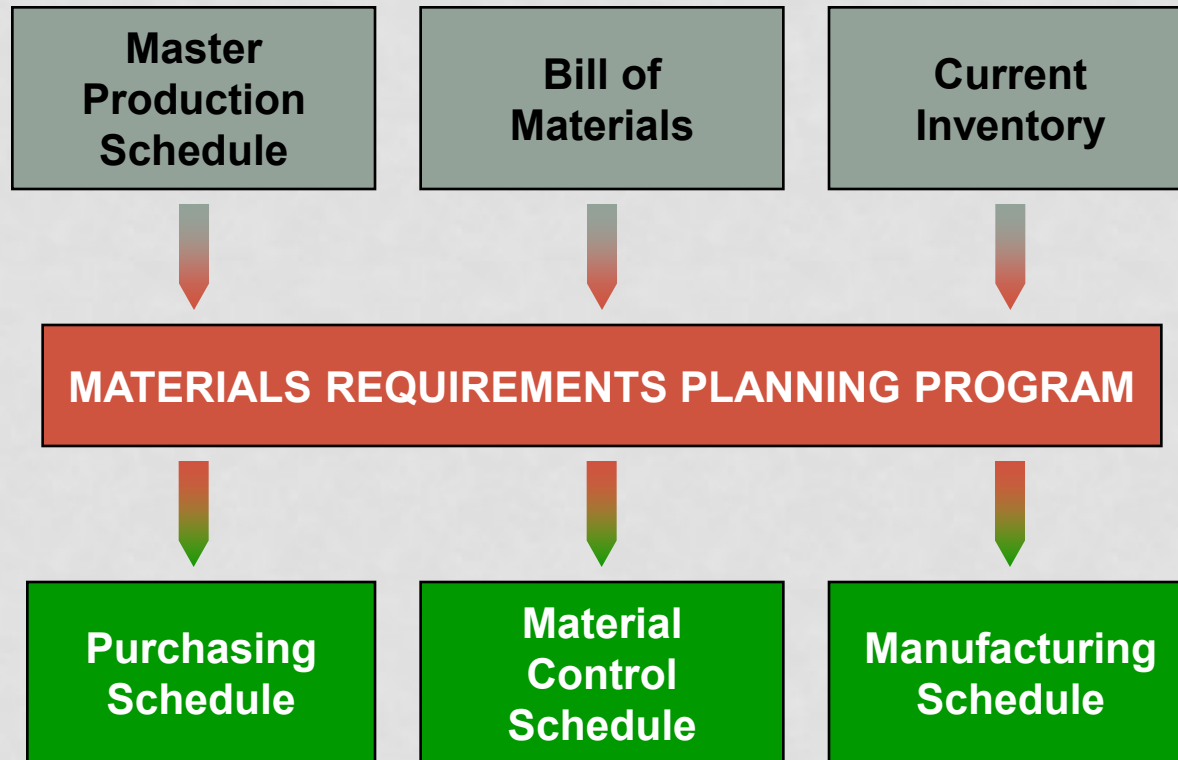 Master
Production
Schedule
Bill of
Materials
Current
Inventory
MATERIALS REQUIREMENTS PLANNING PROGRAM
Purchasing
Schedule
Material
Control
Schedule
Manufacturing
Schedule